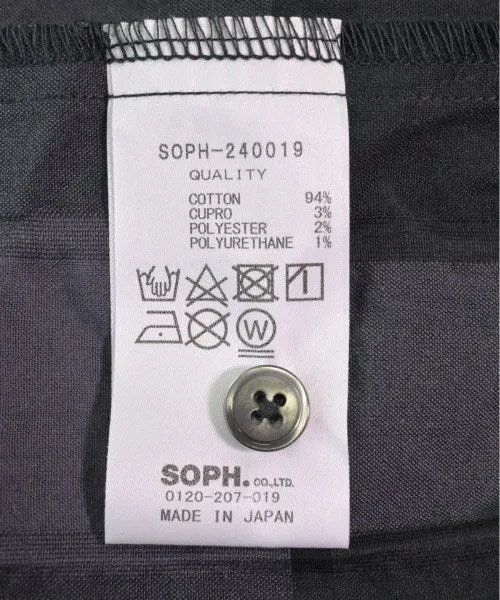 SOPH-240019
QUALITY
COTTON 94%
CUPRO 3%
POLYESTER 2%
POLYURETHANE 1%
W
SOPH. CO.,LTD.
0120-207-019
MADE IN JAPAN